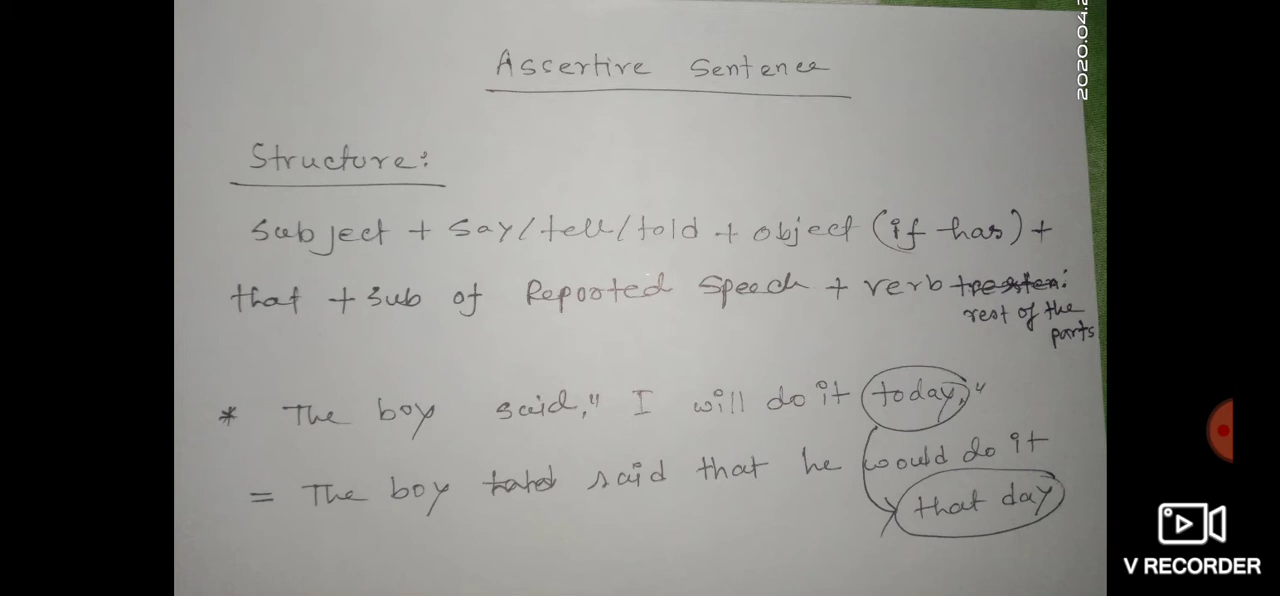 Assertive Sentence
Structure:
Subject + say/tell/told + object (if has) +
that + sub of Reported Speech + verb
rest of the
parts
* The boy said," I will do it today,"
= The boy said that he would do it
that day
2020.04.2
V RECORDER